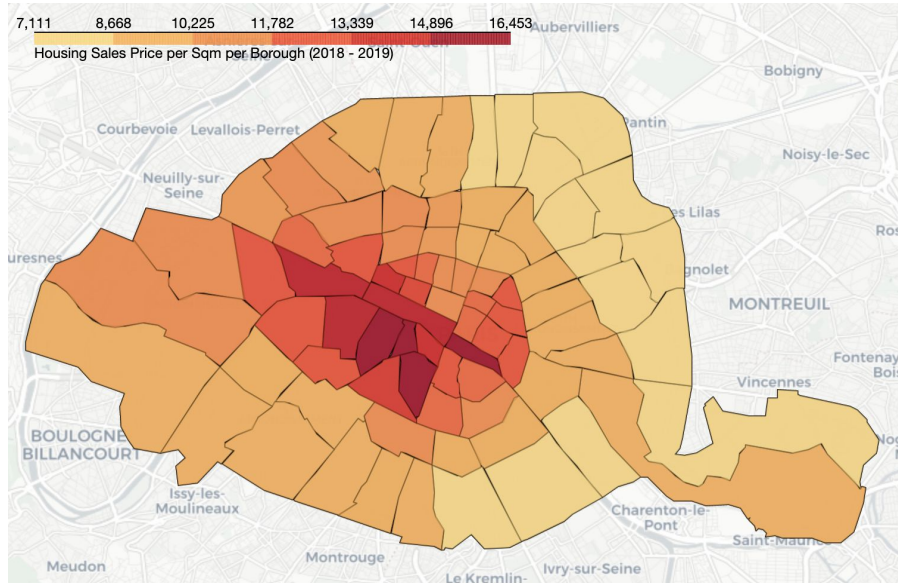 7,111 8,668 10,225 11,782 13,339 14,896 16,453
Housing Sales Price per Sqm per Borough (2018 - 2019)
Aubervilliers
Bobigny
Courbevoie
Levallois-Perret
Pantin
Noisy-le-Sec
Neuilly-sur-
Seine
es Lilas
uresnes
Ros
gnolet
MONTREUIL
Fontenay
Bois
Vincennes
BOULOGNE
BILLANCOURT
Issy-les-
Moulineaux
Charenton-le-
Pont
Saint-Mauri
Montrouge
Meudon
Ivry-sur-Seine
Le Kremlin-